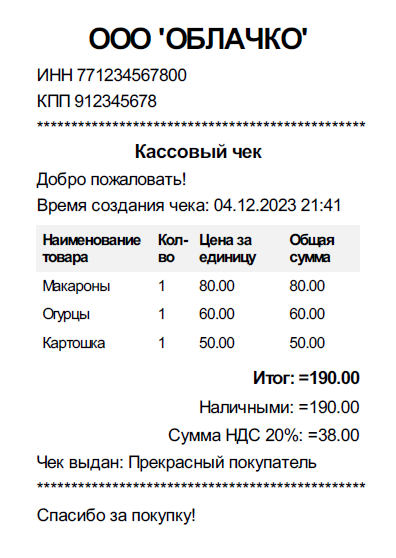 ООО 'ОБЛАЧКО'
ИНН 771234567800
КПП 912345678
************************************************
Кассовый чек
Добро пожаловать!
Время создания чека: 04.12.2023 21:41
Наименование товара Кол-во Цена за единицу Общая сумма
Макароны 1 80.00 80.00
Огурцы 1 60.00 60.00
Картошка 1 50.00 50.00
Итог: =190.00
Наличными: =190.00
Сумма НДС 20%: =38.00
Чек выдан: Прекрасный покупатель
************************************************
Спасибо за покупку!